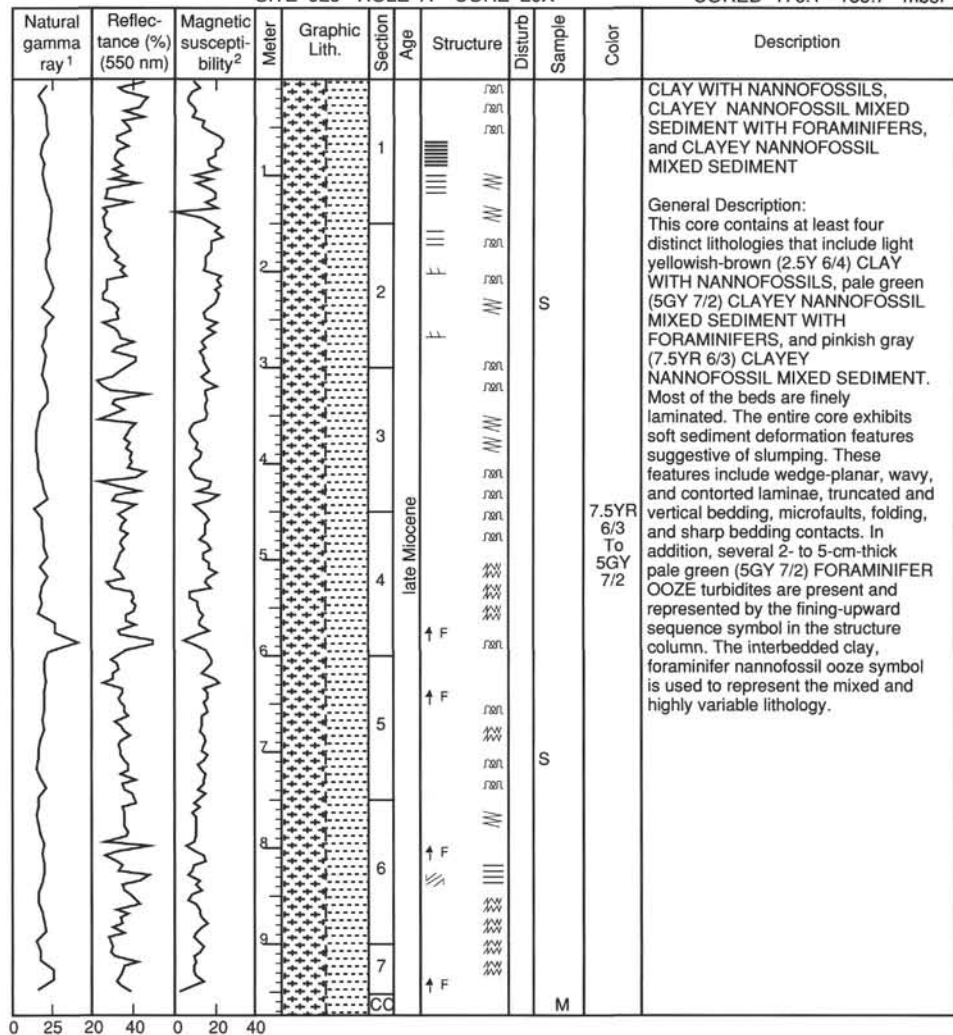 Natural gamma ray 1
Reflec-tance (%) (550 nm)
Magnetic suscepti-bility2
Meter
Graphic Lith.
Section
Age
Structure
Disturb
Sample
Color
Description
1
2
3
4
5
6
7
8
9
1
2
3
4
5
6
7
CC
late Miocene
F
F
F
F
S
S
M
7.5YR
6/3
To
5GY
7/2
CLAY WITH NANNOFOSSILS,
CLAYEY NANNOFOSSIL MIXED
SEDIMENT WITH FORAMINIFERS,
and CLAYEY NANNOFOSSIL
MIXED SEDIMENT
General Description:
This core contains at least four
distinct lithologies that include light
yellowish-brown (2.5Y 6/4) CLAY
WITH NANNOFOSSILS, pale green
(5GY 7/2) CLAYEY NANNOFOSSIL
MIXED SEDIMENT WITH
FORAMINIFERS, and pinkish gray
(7.5YR 6/3) CLAYEY
NANNOFOSSIL MIXED SEDIMENT.
Most of the beds are finely
laminated. The entire core exhibits
soft sediment deformation features
suggestive of slumping. These
features include wedge-planar, wavy,
and contorted laminae, truncated and
vertical bedding, microfaults, folding,
and sharp bedding contacts. In
addition, several 2- to 5-cm-thick
pale green (5GY 7/2) FORAMINIFER
OOZE turbidites are present and
represented by the fining-upward
sequence symbol in the structure
column. The interbedded clay,
foraminifer nannofossil ooze symbol
is used to represent the mixed and
highly variable lithology.
0 25 20 40 0 20 40